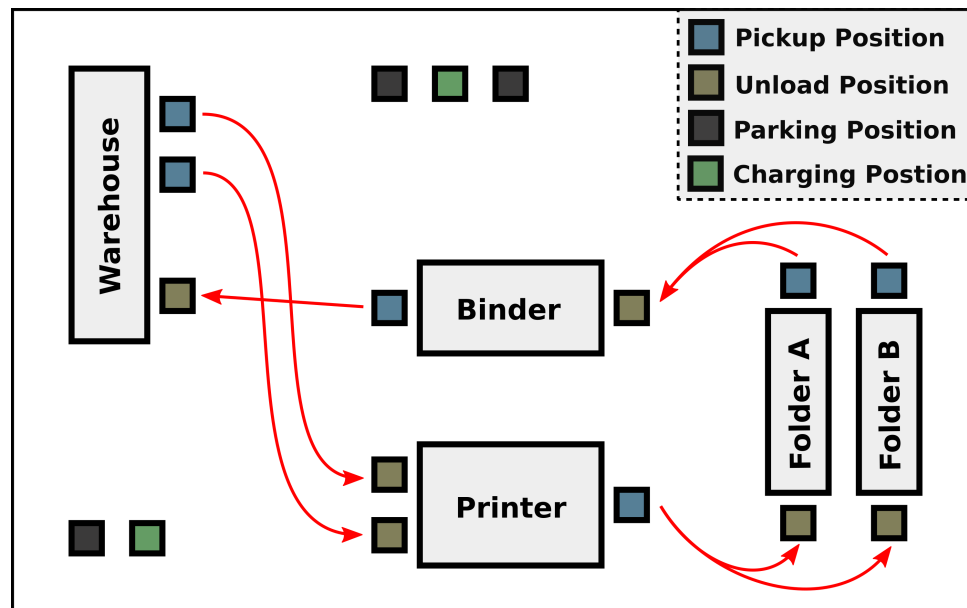 Pickup Position
Unload Position
Parking Position
Charging Postion
Warehouse
Binder
Folder A
Folder B
Printer